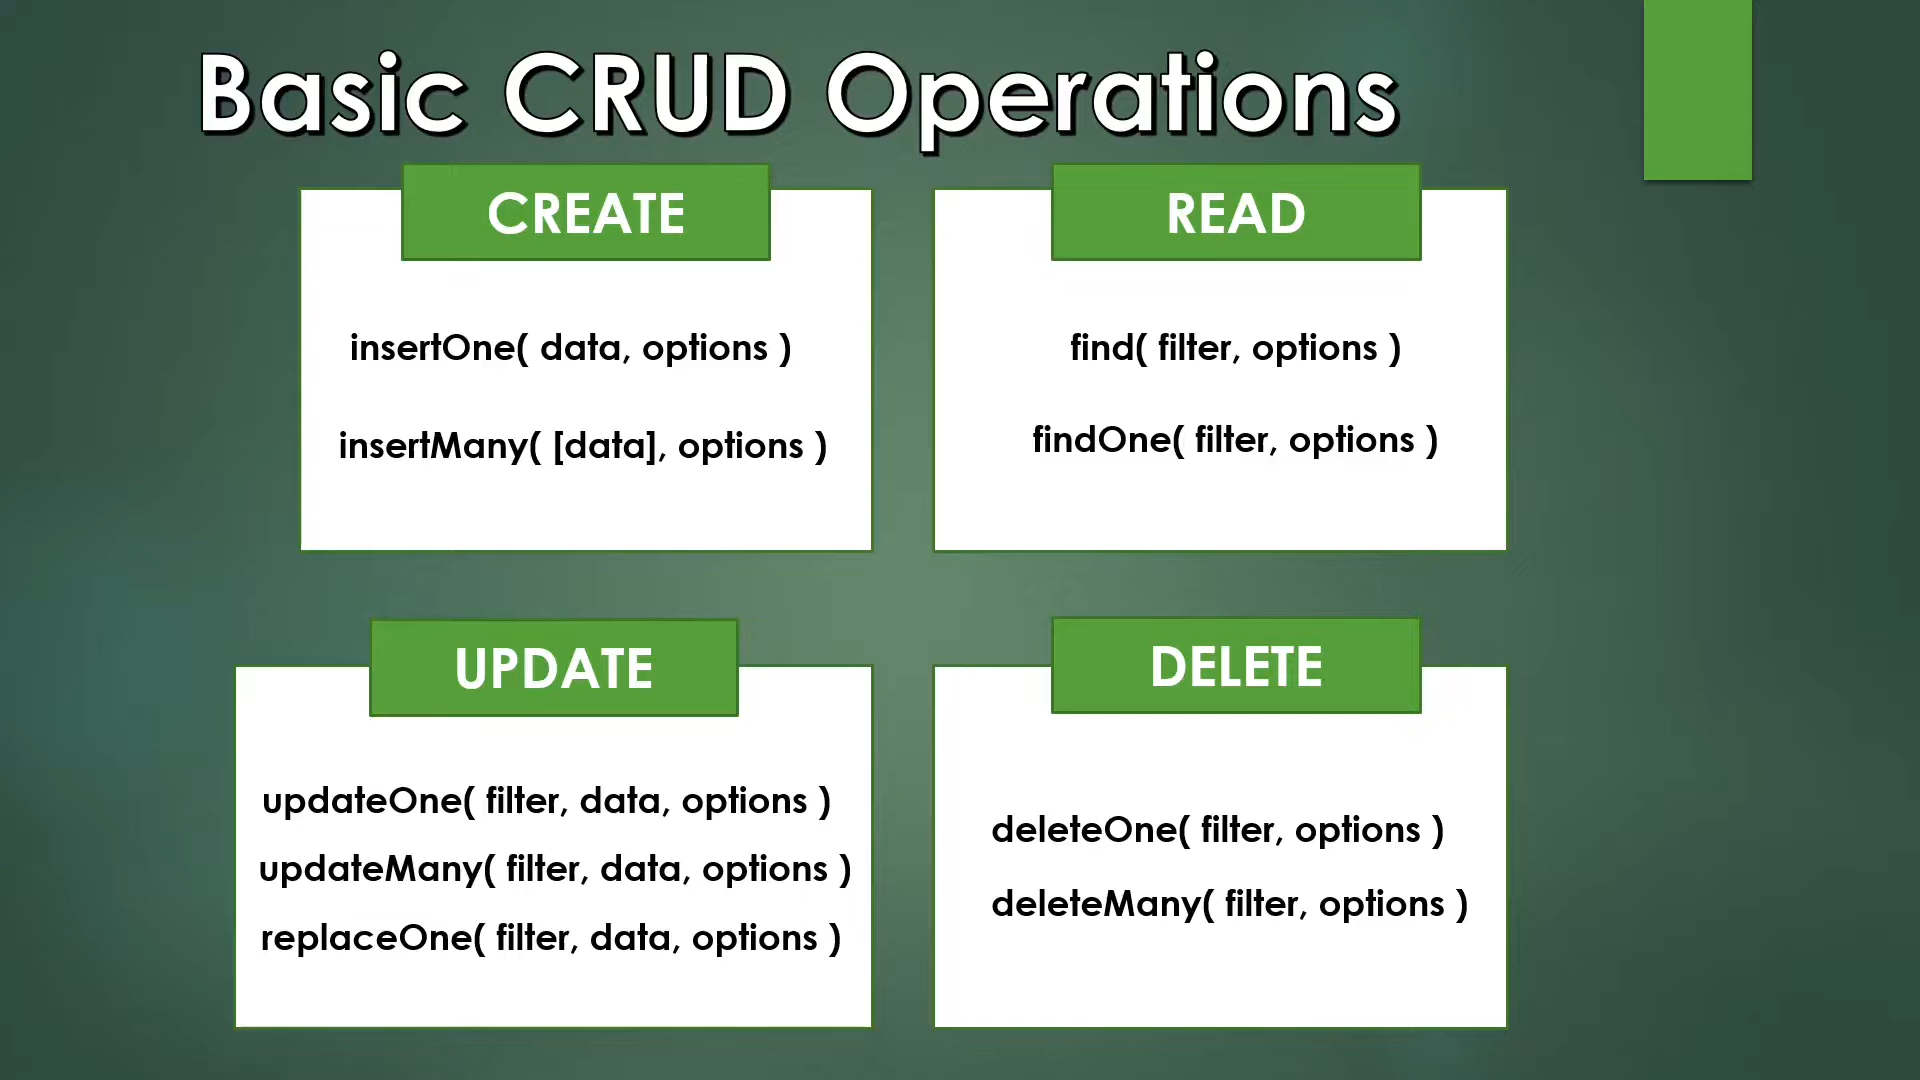 Basic CRUD Operations
CREATE
insertOne( data, options )
insertMany( [data], options )
READ
find( filter, options )
findOne( filter, options )
UPDATE
updateOne( filter, data, options )
updateMany( filter, data, options )
replaceOne( filter, data, options )
DELETE
deleteOne( filter, options )
deleteMany( filter, options )